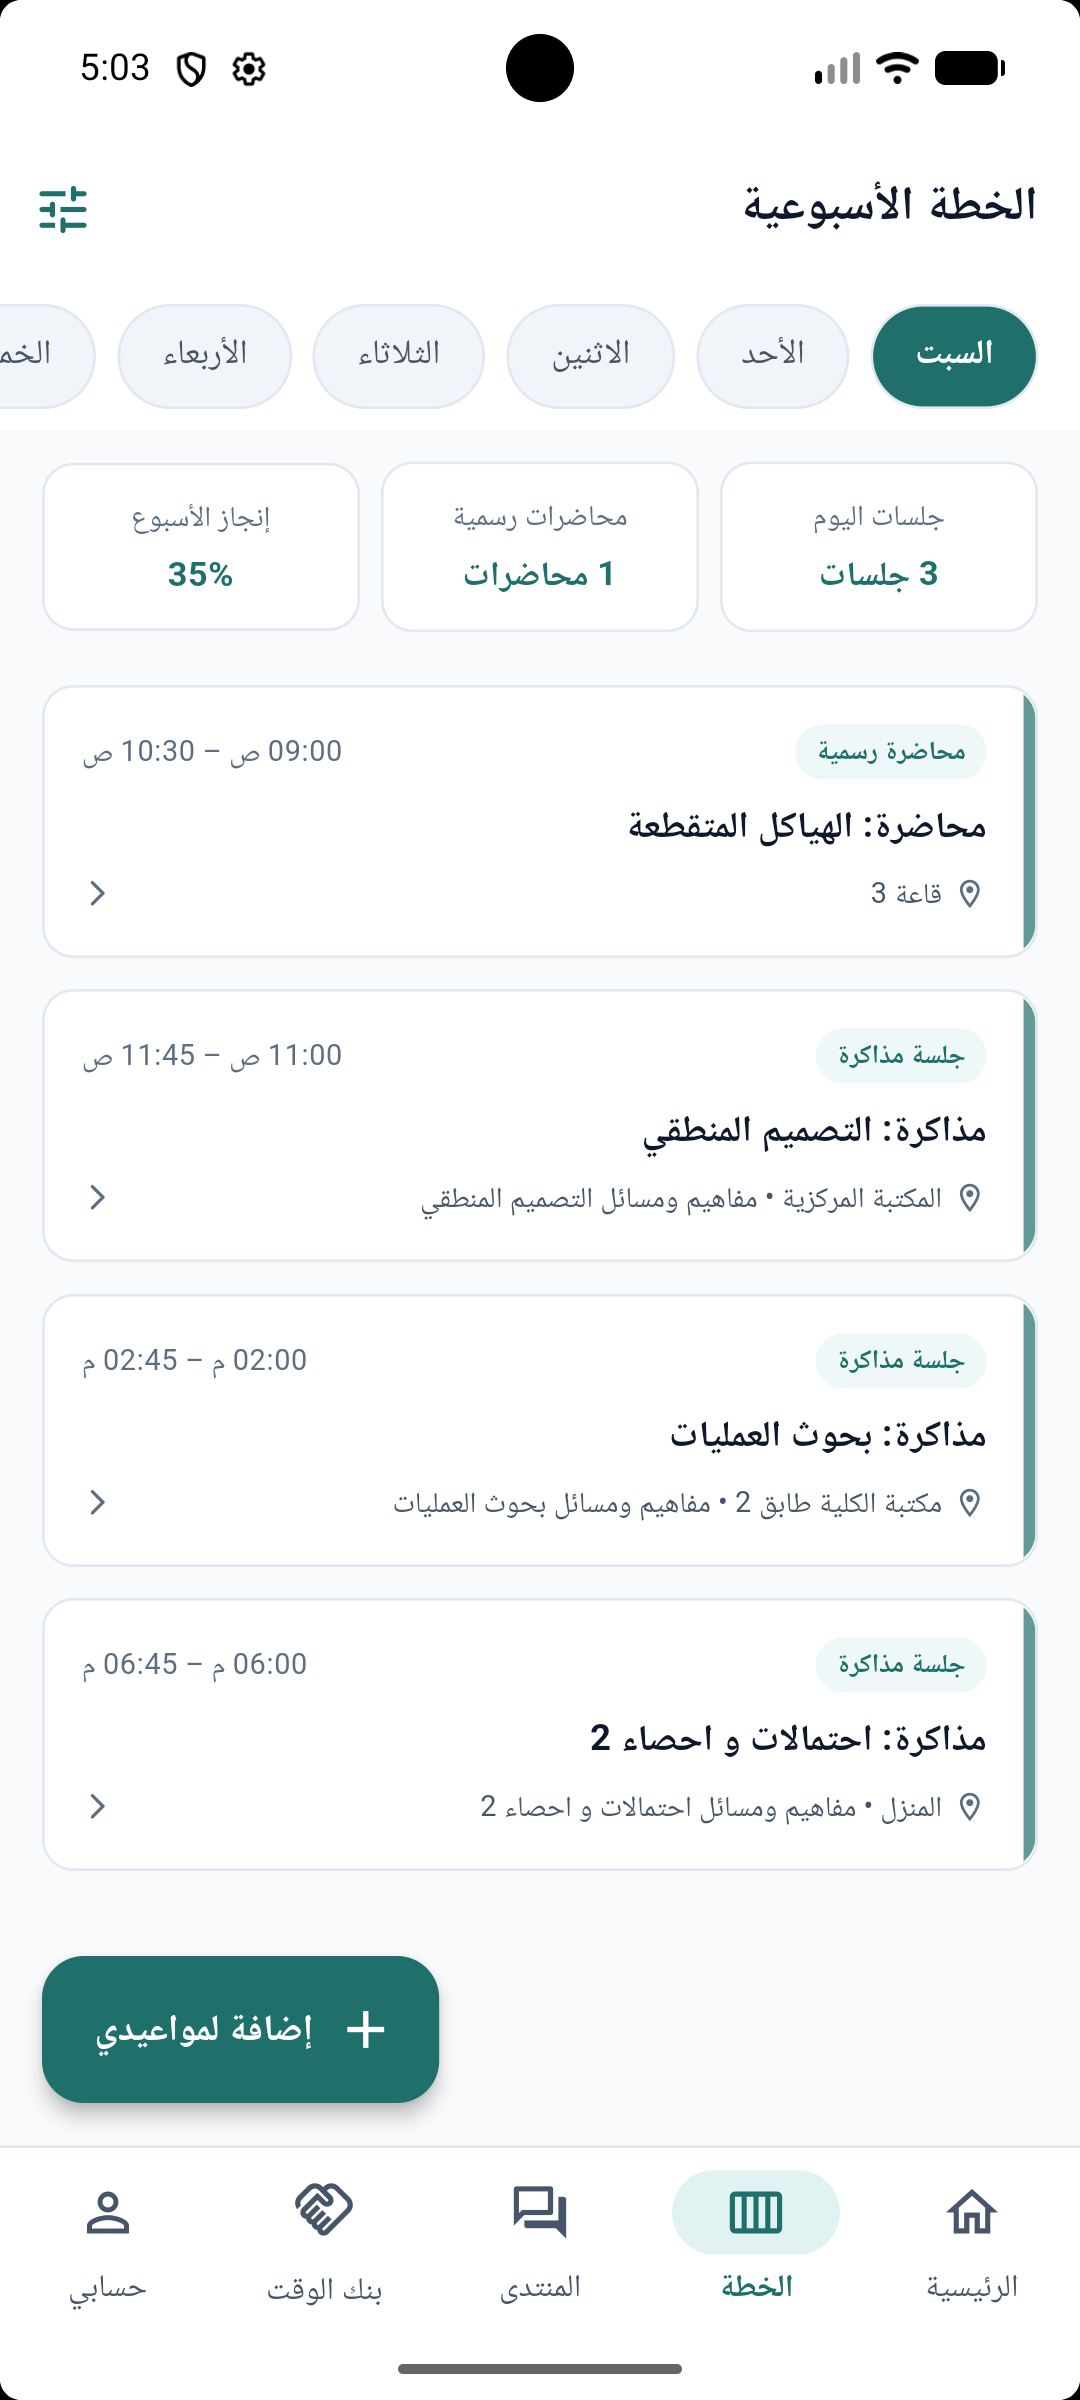 5:03
الخطة الأسبوعية
السبت
الأحد
الاثنين
الثلاثاء
الأربعاء
الخم
جلسات اليوم
3 جلسات
محاضرات رسمية
1 محاضرات
إنجاز الأسبوع
35%
محاضرة رسمية
09:00 ص – 10:30 ص
محاضرة: الهياكل المتقطعة
قاعة 3
جلسة مذاكرة
11:00 ص – 11:45 ص
مذاكرة: التصميم المنطقي
المكتبة المركزية • مفاهيم ومسائل التصميم المنطقي
جلسة مذاكرة
02:00 م – 02:45 م
مذاكرة: بحوث العمليات
مكتبة الكلية طابق 2 • مفاهيم ومسائل بحوث العمليات
جلسة مذاكرة
06:00 م – 06:45 م
مذاكرة: احتمالات و احصاء 2
المنزل • مفاهيم ومسائل احتمالات و احصاء 2
إضافة لمواعيدي
الرئيسية
الخطة
المنتدى
بنك الوقت
حسابي